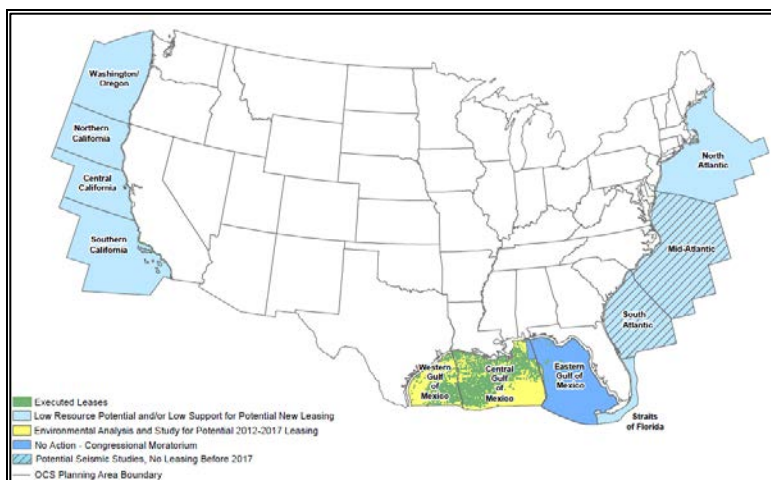 Washington/
Oregon
Northern
California
Central
California
Southern
California
North
Atlantic
Mid-Atlantic
South
Atlantic
Western
Gulf
of
Mexico
Central
Gulf of
Mexico
Eastern
Gulf of
Mexico
Straits
of Florida
Executed Leases
Low Resource Potential and/or Low Support for Potential New Leasing
Environmental Analysis and Study for Potential 2012-2017 Leasing
No Action - Congressional Moratorium
Potential Seismic Studies, No Leasing Before 2017
OCS Planning Area Boundary